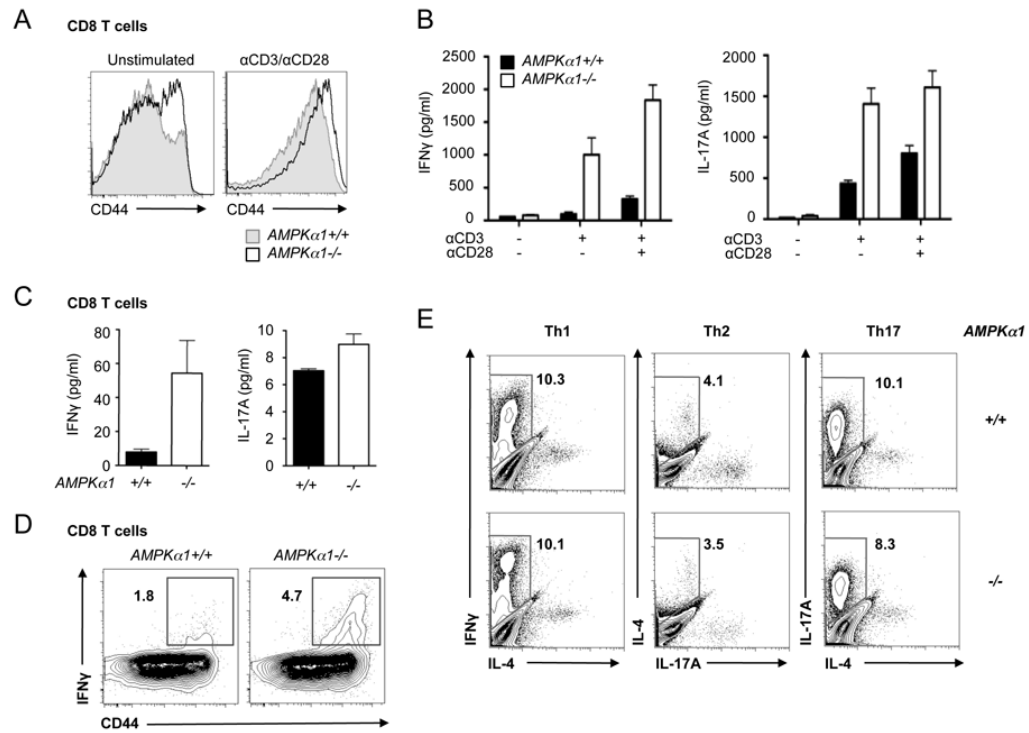 A
CD8 T cells
Unstimulated
αCD3/αCD28
CD44
CD44
AMPKα1+/+
AMPKα1-/-
B
2500
2000
1500
1000
500
0
IFNγ (pg/ml)
AMPKα1+/+
AMPKα1-/-
αCD3 - + +
αCD28 +
2000
1500
1000
500
0
IL-17A (pg/ml)
αCD3 - + +
αCD28 +
C
CD8 T cells
80
60
40
20
0
IFNγ (pg/ml)
AMPKα1 +/+ -/-
10
8
6
4
2
0
IL-17A (pg/ml)
+/+ -/-
D
CD8 T cells
AMPKα1+/+
AMPKα1-/-
1.8
4.7
IFNγ
CD44
E
Th1
Th2
Th17
AMPKα1
10.3
4.1
10.1
+/+
10.1
3.5
8.3
-/-
IFNγ
IL-4
IL-17A
IL-4
IL-17A
IL-4